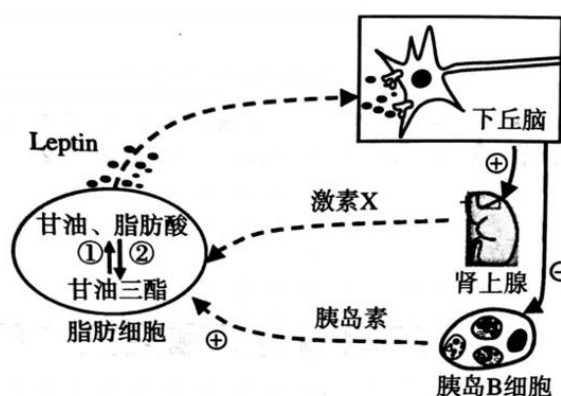 下丘脑
Leptin
⊕
激素X
甘油、脂肪酸
① ②
甘油三酯
肾上腺
⊖
脂肪细胞
胰岛素
⊕
胰岛B细胞